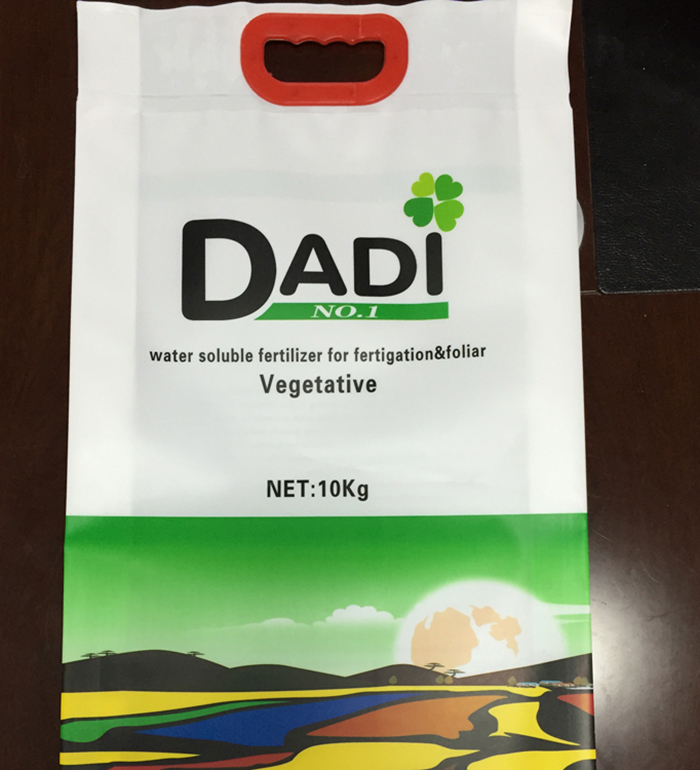 DADI
NO.1
water soluble fertilizer for fertigation&foliar
Vegetative
NET:10Kg